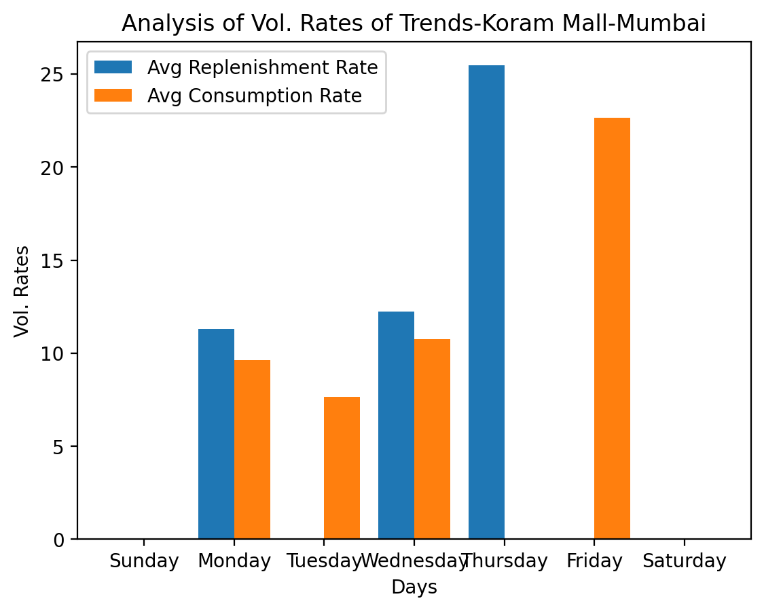 Analysis of Vol. Rates of Trends-Koram Mall-Mumbai
Avg Replenishment Rate
Avg Consumption Rate
25
20
15
10
5
0
Vol. Rates
Sunday Monday Tuesday Wednesday Thursday Friday Saturday
Days